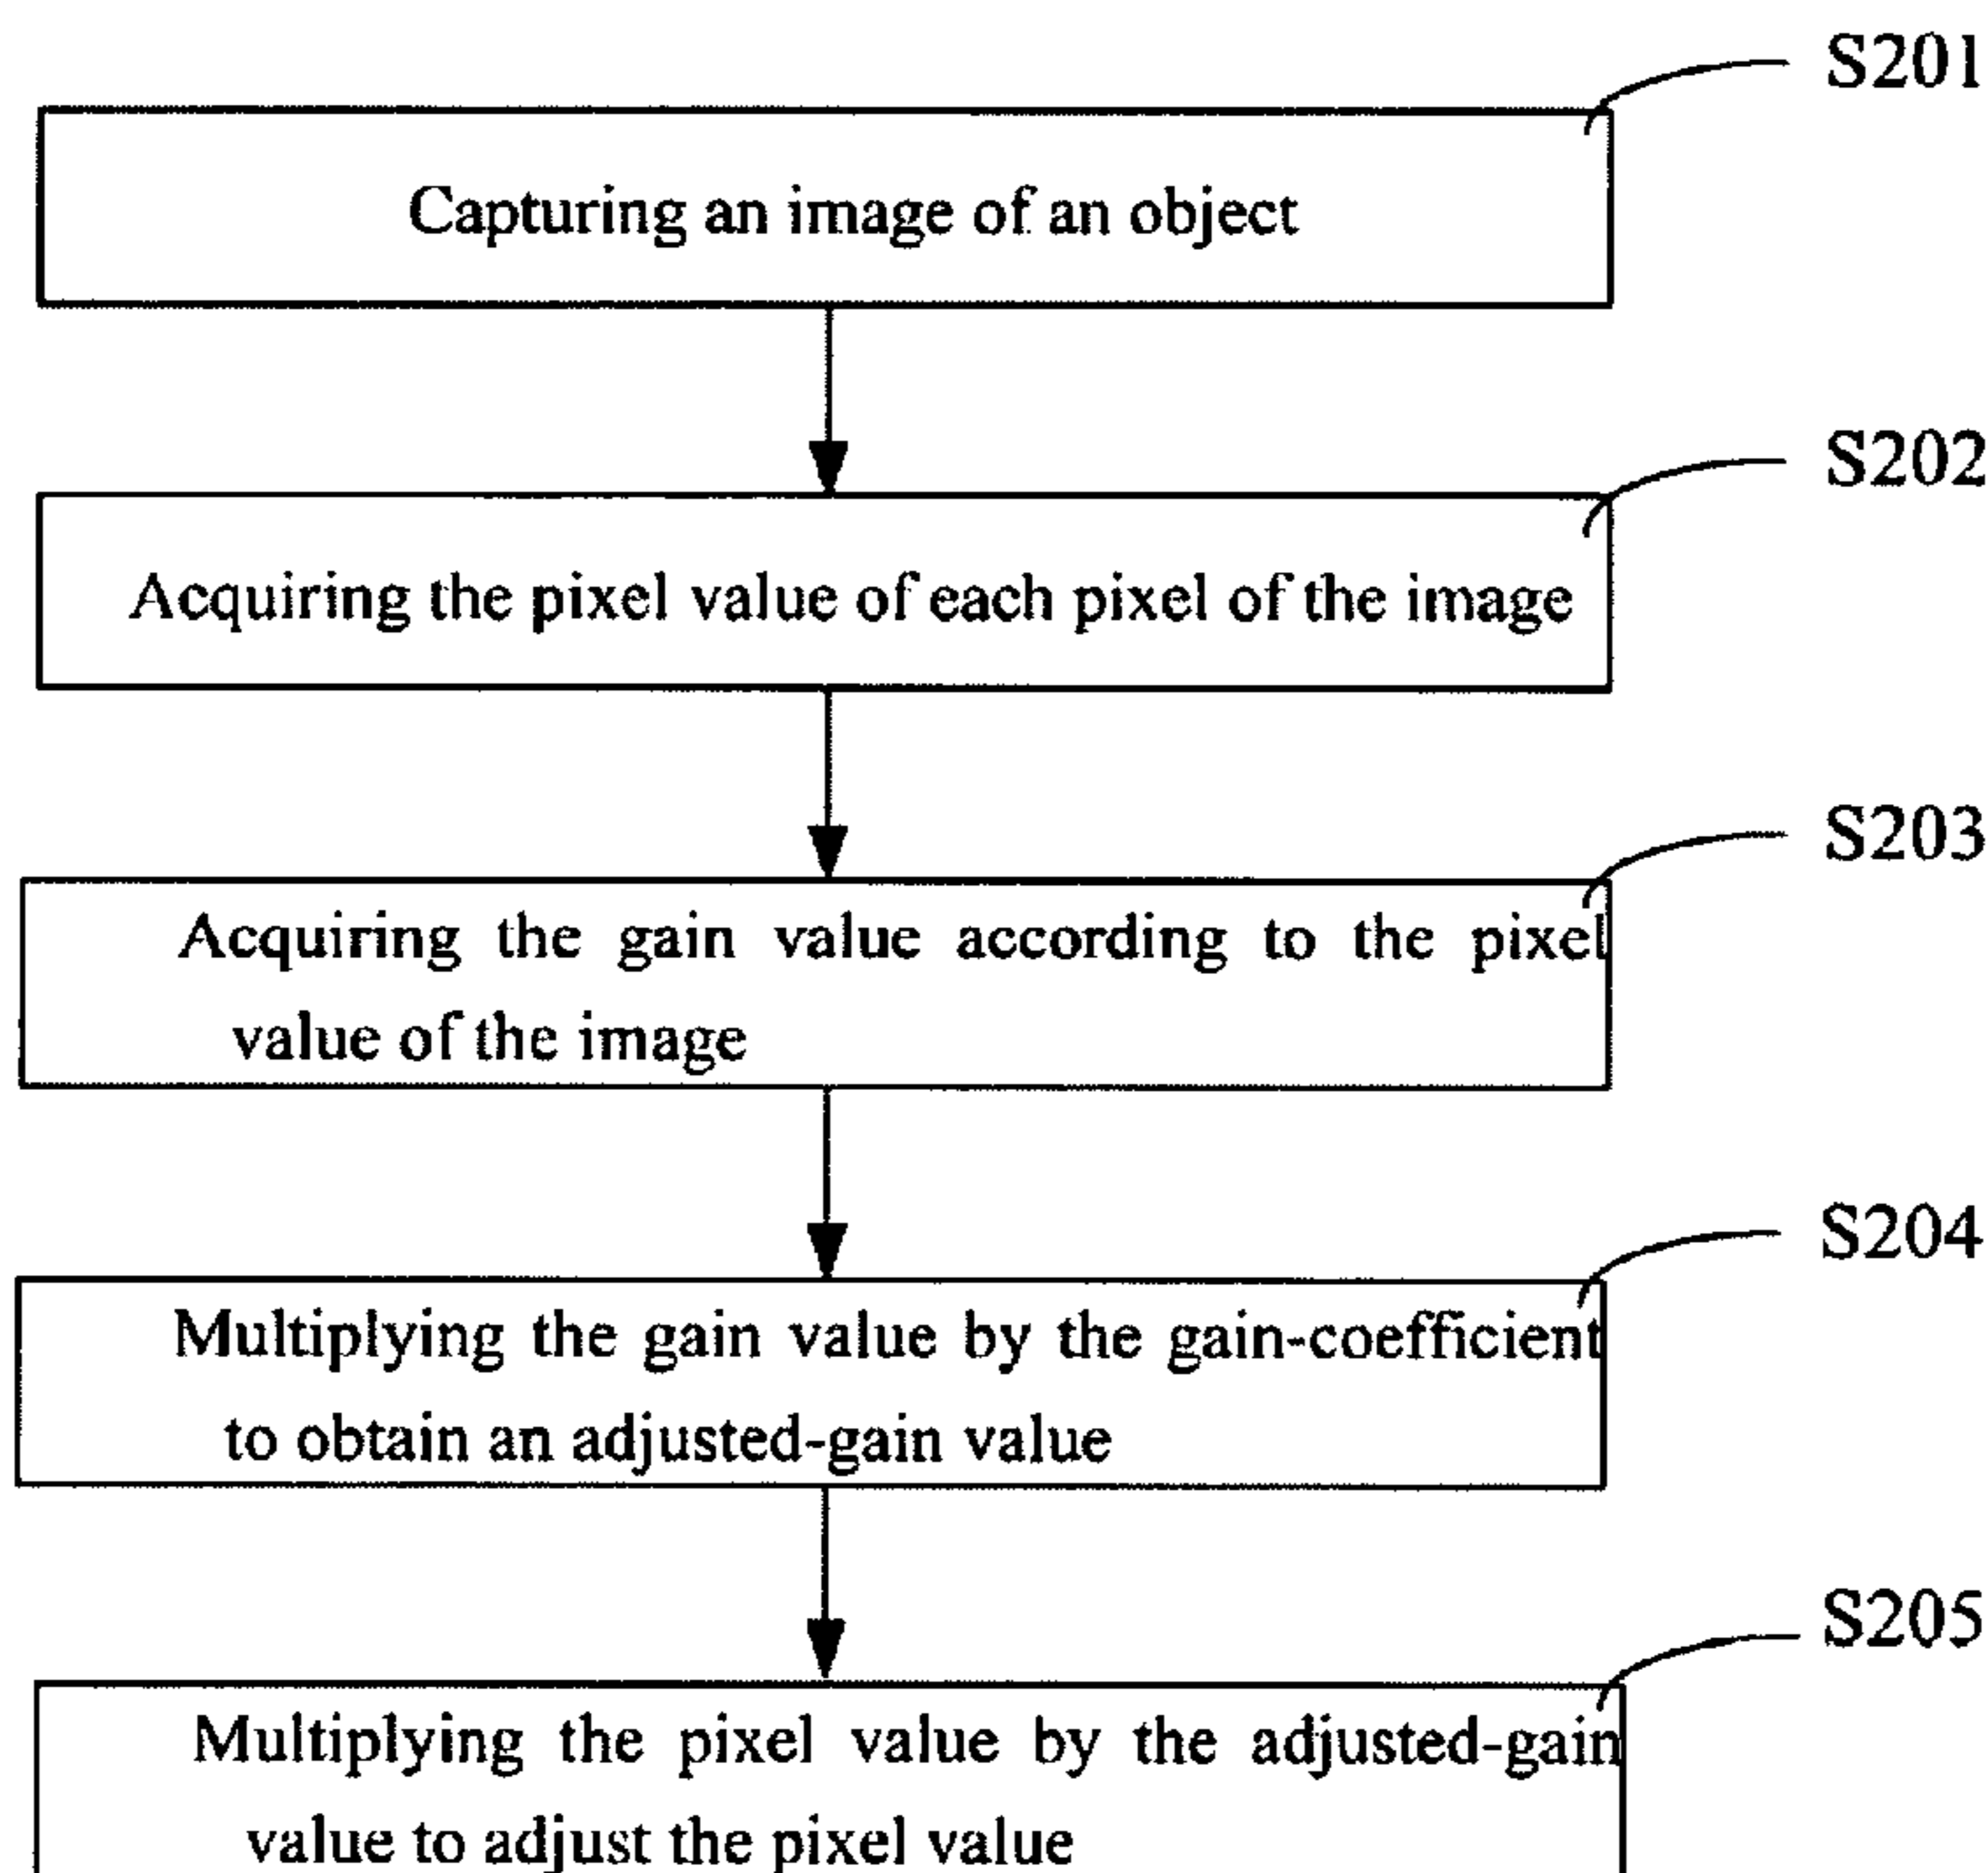 S201
Capturing an image of an object
S202
Acquiring the pixel value of each pixel of the image
S203
Acquiring the gain value according to the pixel
value of the image
S204
Multiplying the gain value by the gain-coefficient
to obtain an adjusted-gain value
S205
Multiplying the pixel value by the adjusted-gain
value to adjust the pixel value